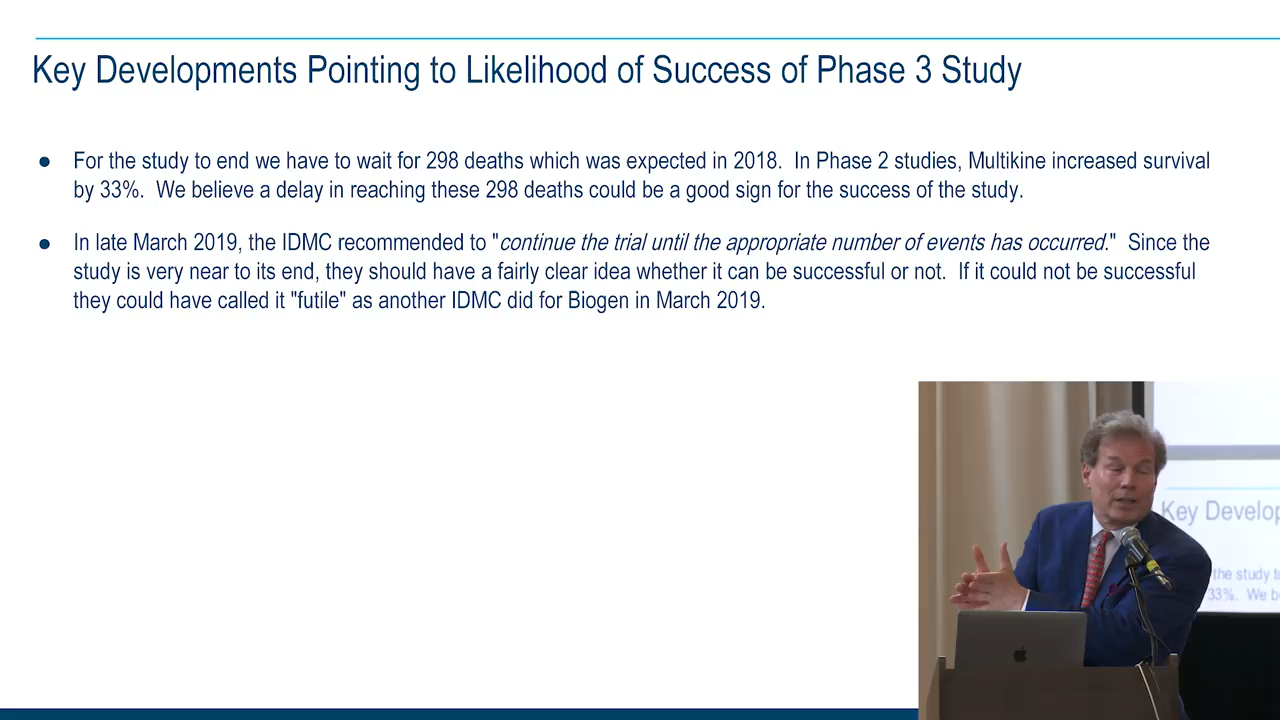 Key Developments Pointing to Likelihood of Success of Phase 3 Study
● For the study to end we have to wait for 298 deaths which was expected in 2018. In Phase 2 studies, Multikine increased survival
by 33%. We believe a delay in reaching these 298 deaths could be a good sign for the success of the study.
● In late March 2019, the IDMC recommended to "continue the trial until the appropriate number of events has occurred." Since the
study is very near to its end, they should have a fairly clear idea whether it can be successful or not. If it could not be successful
they could have called it "futile" as another IDMC did for Biogen in March 2019.
Key Develop
the study t
33%. We b